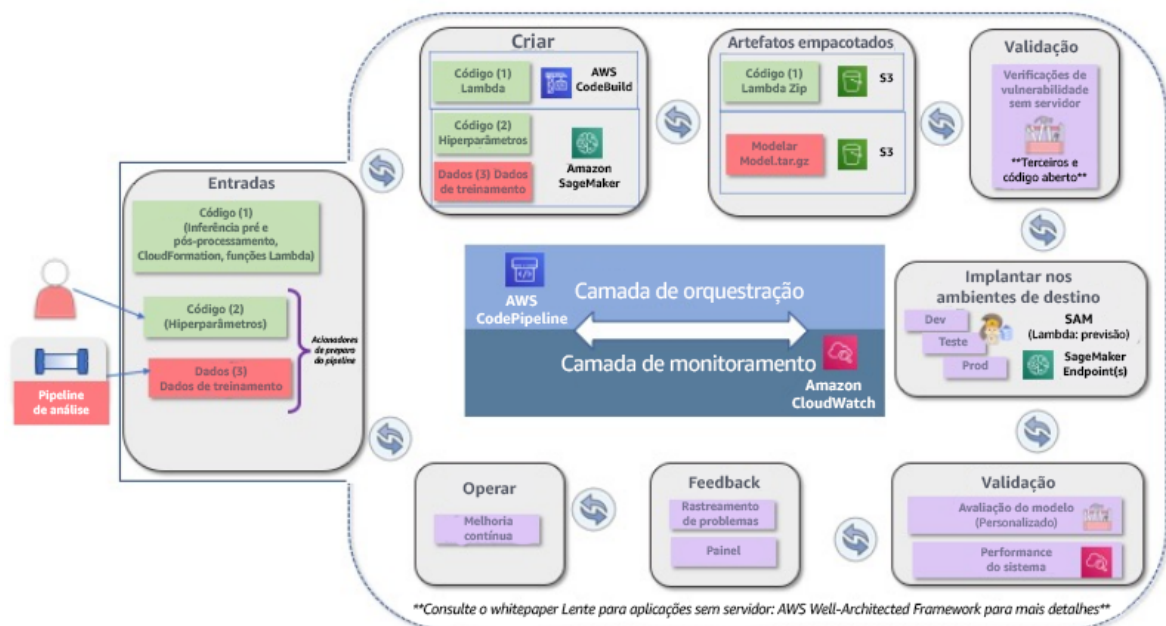 Criar
Código (1)
Lambda
AWS
CodeBuild
Código (2)
Hiperparâmetros
Dados (3) Dados
de treinamento
Amazon
SageMaker
Artefatos empacotados
Código (1)
Lambda Zip
S3
Modelar
Model.tar.gz
S3
Validação
Verificações de
vulnerabilidade
sem servidor
**Terceiros e
código aberto**
Entradas
Código (1)
(Inferência pré e
pós-processamento,
CloudFormation, funções Lambda)
Código (2)
(Hiperparâmetros)
Dados (3)
Dados de treinamento
Acionadores
de preparo
do pipeline
Pipeline
de análise
AWS
CodePipeline
Camada de orquestração
Camada de monitoramento
Amazon
CloudWatch
Implantar nos
ambientes de destino
Dev
Teste
Prod
SAM
(Lambda: previsão)
SageMaker
Endpoint(s)
Operar
Melhoria
contínua
Feedback
Rastreamento
de problemas
Painel
Validação
Avaliação do modelo
(Personalizado)
Performance
do sistema
**Consulte o whitepaper Lente para aplicações sem servidor: AWS Well-Architected Framework para mais detalhes**